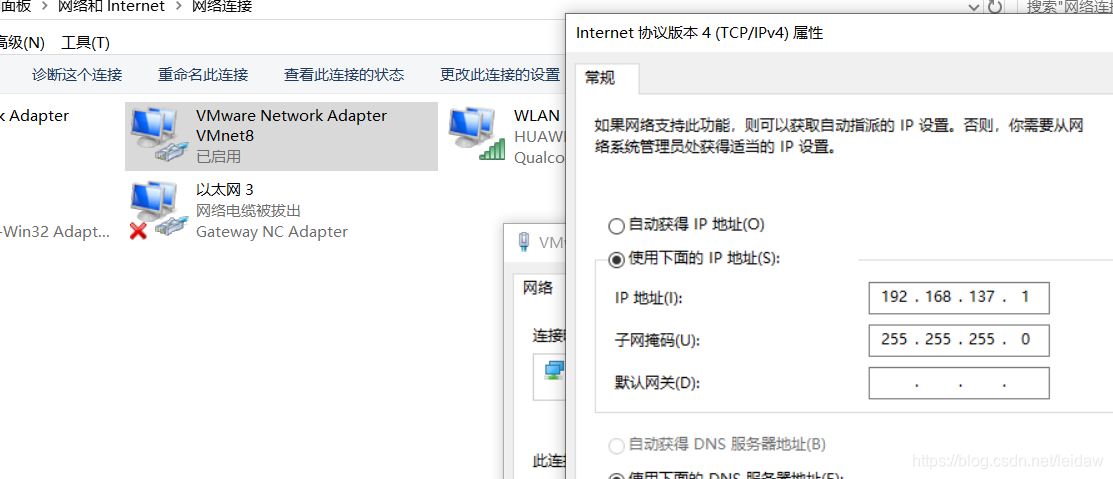 面板 > 网络和 Internet > 网络连接
搜索"网络连接
高级(N) 工具(T)
诊断这个连接 重命名此连接 查看此连接的状态 更改此连接的设置
k Adapter
VMware Network Adapter
VMnet8
已启用
WLAN
HUAW
Qualco
以太网 3
网络电缆被拔出
Gateway NC Adapter
-Win32 Adapt...
VMw
网络
连接
此连接
Internet 协议版本 4 (TCP/IPv4) 属性
常规
如果网络支持此功能，则可以获取自动指派的 IP 设置。否则，你需要从网
络系统管理员处获得适当的 IP 设置。
自动获得 IP 地址(O)
使用下面的 IP 地址(S):
IP 地址(I): 192 . 168 . 137 . 1
子网掩码(U): 255 . 255 . 255 . 0
默认网关(D): . . .
自动获得 DNS 服务器地址(B)
使用下面的 DNS 服务器地址(E):
https://blog.csdn.net/leidaw